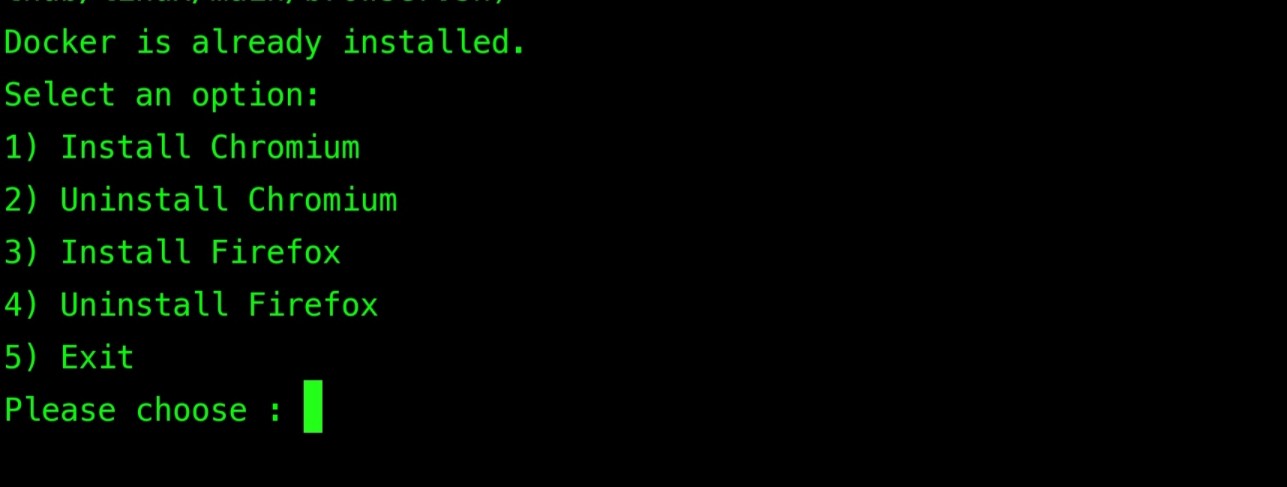 Docker is already installed.
Select an option:
1) Install Chromium
2) Uninstall Chromium
3) Install Firefox
4) Uninstall Firefox
5) Exit
Please choose :